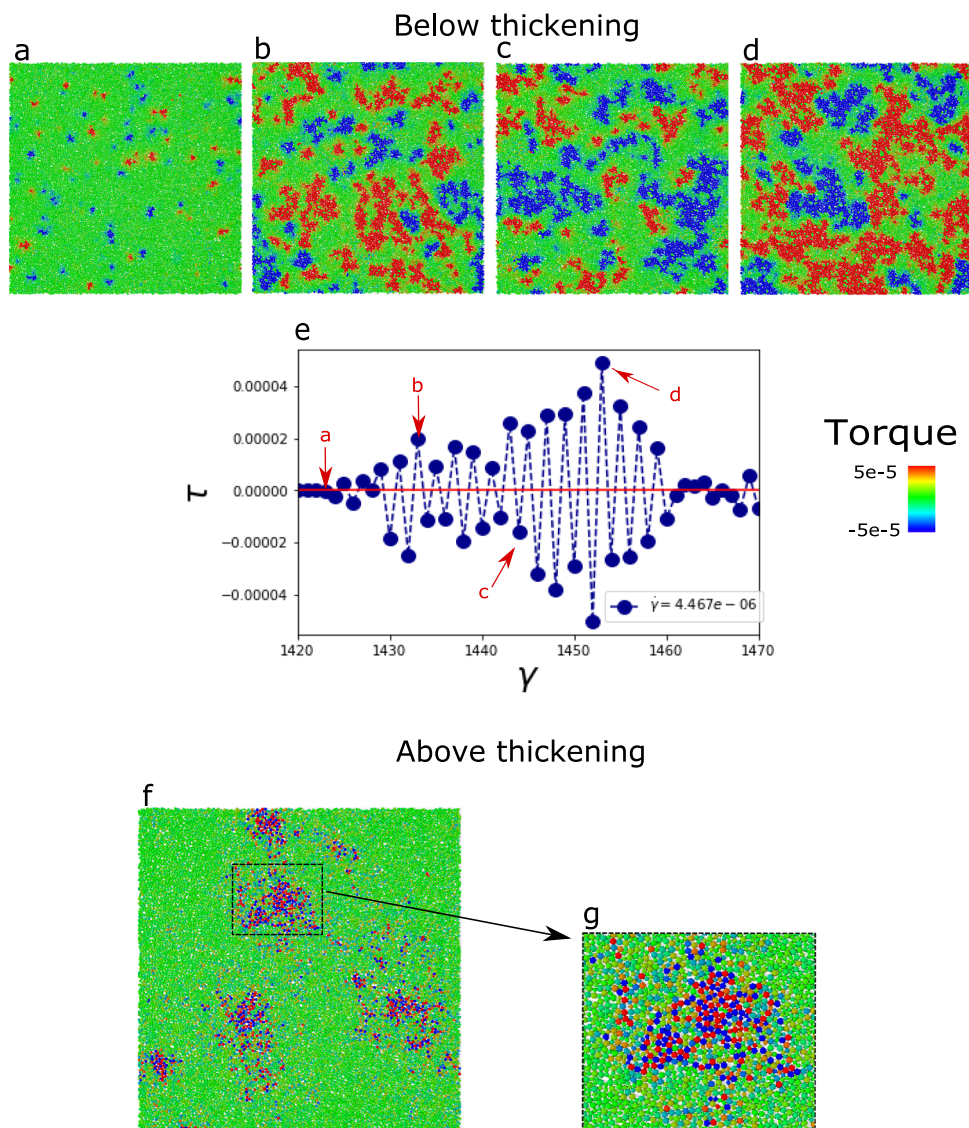 Below thickening
a
b
c
d
e
0.00004
0.00002
0.00000
−0.00002
−0.00004
τ
a
b
c
d
γ̇ = 4.467e − 06
1420
1430
1440
1450
1460
1470
γ
Torque
5e-5
-5e-5
Above thickening
f
g